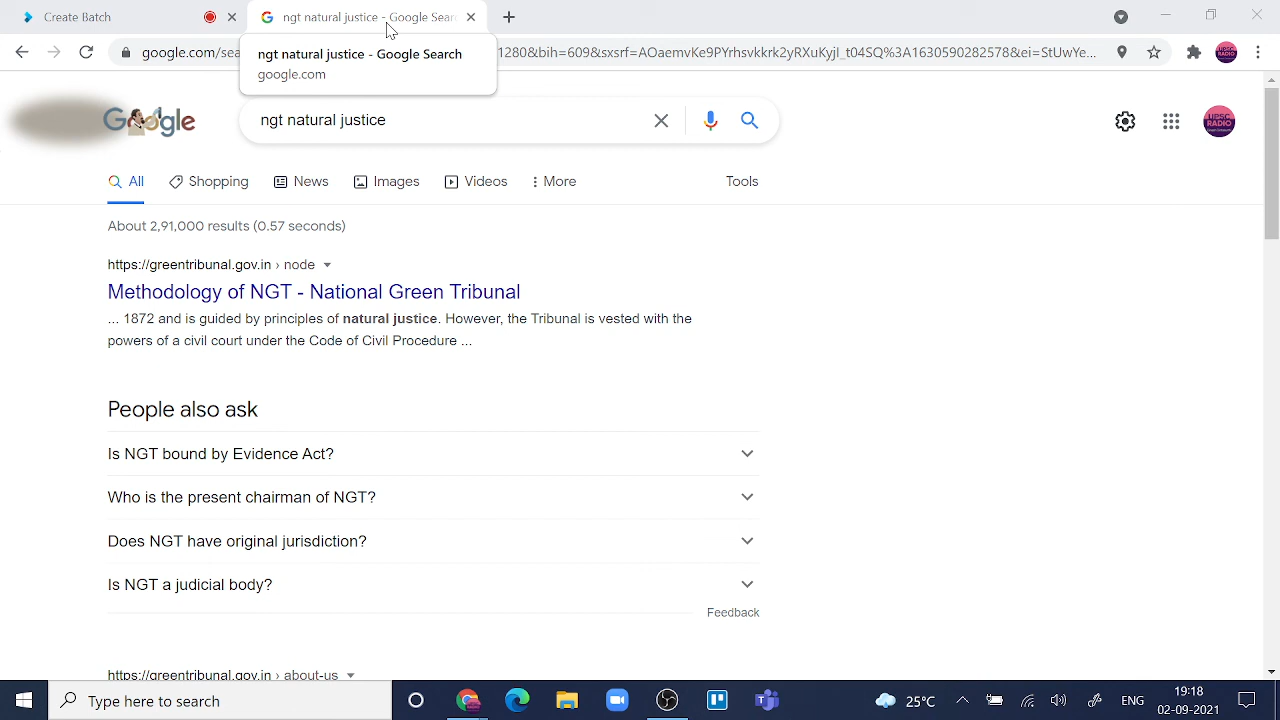 Create Batch
ngt natural justice - Google Sear
google.com/sea
1280&bih=609&sxsrf=AOaemvKe9PYrhsvkkrk2yRXuKyjI_t04SQ%3A1630590282578&ei=StUwYe...
ngt natural justice - Google Search
google.com
Google
ngt natural justice
UPSC
RADIO
All
Shopping
News
Images
Videos
More
Tools
About 2,91,000 results (0.57 seconds)
https://greentribunal.gov.in › node
Methodology of NGT - National Green Tribunal
... 1872 and is guided by principles of natural justice. However, the Tribunal is vested with the
powers of a civil court under the Code of Civil Procedure ...
People also ask
Is NGT bound by Evidence Act?
Who is the present chairman of NGT?
Does NGT have original jurisdiction?
Is NGT a judicial body?
Feedback
https://greentribunal.gov.in › about-us
Type here to search
25°C
ENG
19:18
02-09-2021